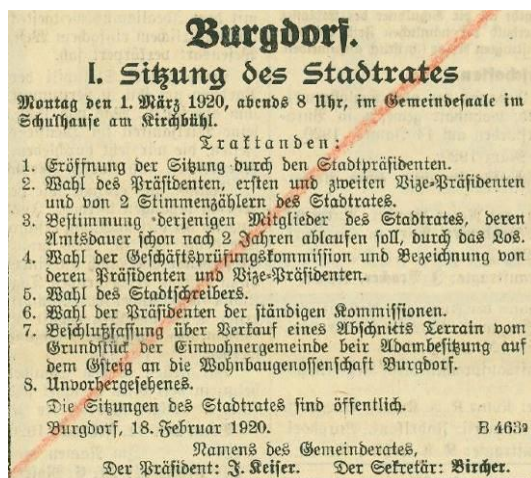 Burgdorf.
I. Sitzung des Stadtrates
Montag den 1. März 1920, abends 8 Uhr, im Gemeindesaale im
Schulhause am Kirchbühl.
Traktanden:
1. Eröffnung der Sitzung durch den Stadtpräsidenten.
2. Wahl des Präsidenten, ersten und zweiten Vize-Präsidenten
und von 2 Stimmenzählern des Stadtrates.
3. Bestimmung derjenigen Mitglieder des Stadtrates, deren
Amtsdauer schon nach 2 Jahren ablaufen soll, durch das Los.
4. Wahl der Geschäftsprüfungskommission und Bezeichnung von
deren Präsidenten und Vize-Präsidenten.
5. Wahl des Stadtschreibers.
6. Wahl der Präsidenten der ständigen Kommissionen.
7. Beschlußfassung über Verkauf eines Abschnitts Terrain vom
Grundstück der Einwohnergemeinde beir Adambesitzung auf
dem Gsteig an die Wohnbaugenossenschaft Burgdorf.
8. Unvorhergesehenes.
Die Sitzungen des Stadtrates sind öffentlich.
Burgdorf, 18. Februar 1920. B 463a
Namens des Gemeinderates,
Der Präsident: J. Keiser. Der Sekretär: Bircher.